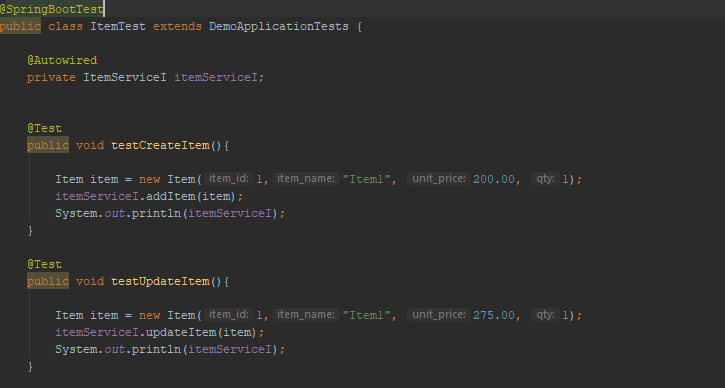 @SpringBootTest
public class ItemTest extends DemoApplicationTests {
@Autowired
private ItemServiceI itemServiceI;
@Test
public void testCreateItem(){
Item item = new Item( item_id: 1, item_name: "Item1", unit_price: 200.00, qty: 1);
itemServiceI.addItem(item);
System.out.println(itemServiceI);
}
@Test
public void testUpdateItem(){
Item item = new Item( item_id: 1, item_name: "Item1", unit_price: 275.00, qty: 1);
itemServiceI.updateItem(item);
System.out.println(itemServiceI);
}